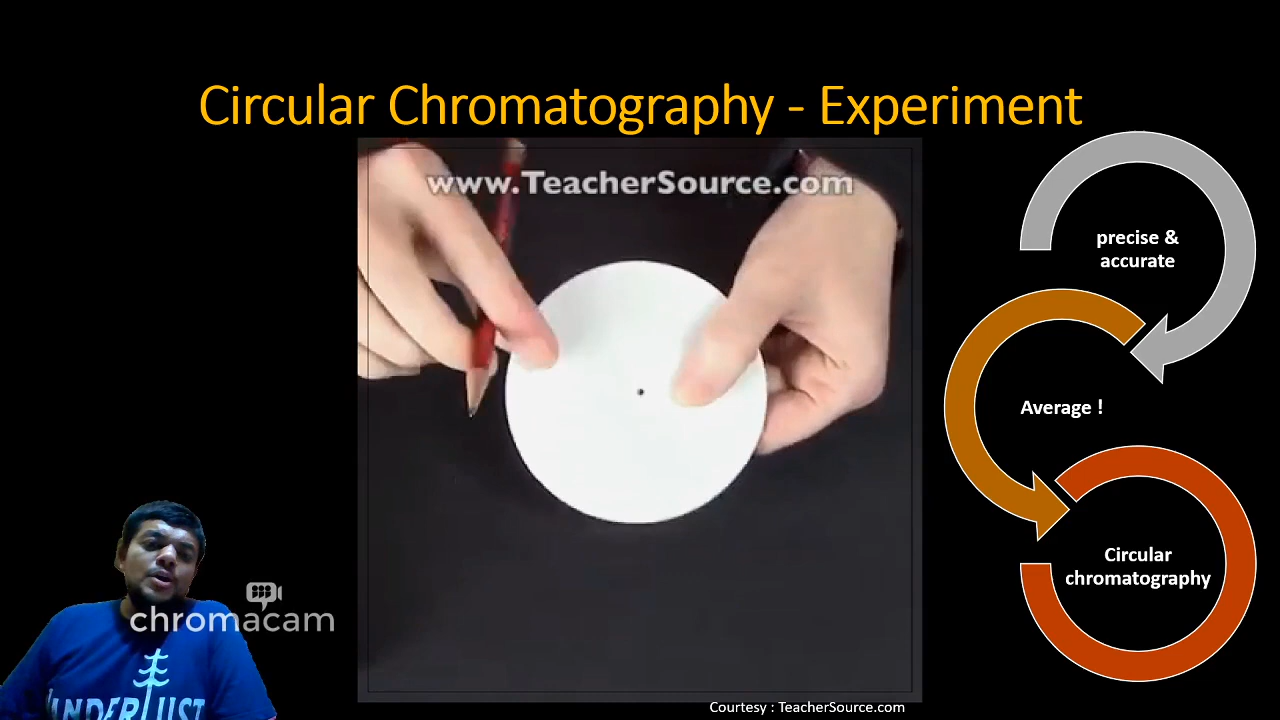 Circular Chromatography - Experiment
www.TeacherSource.com
precise &
accurate
Average !
Circular
chromatography
chromacam
Courtesy : TeacherSource.com